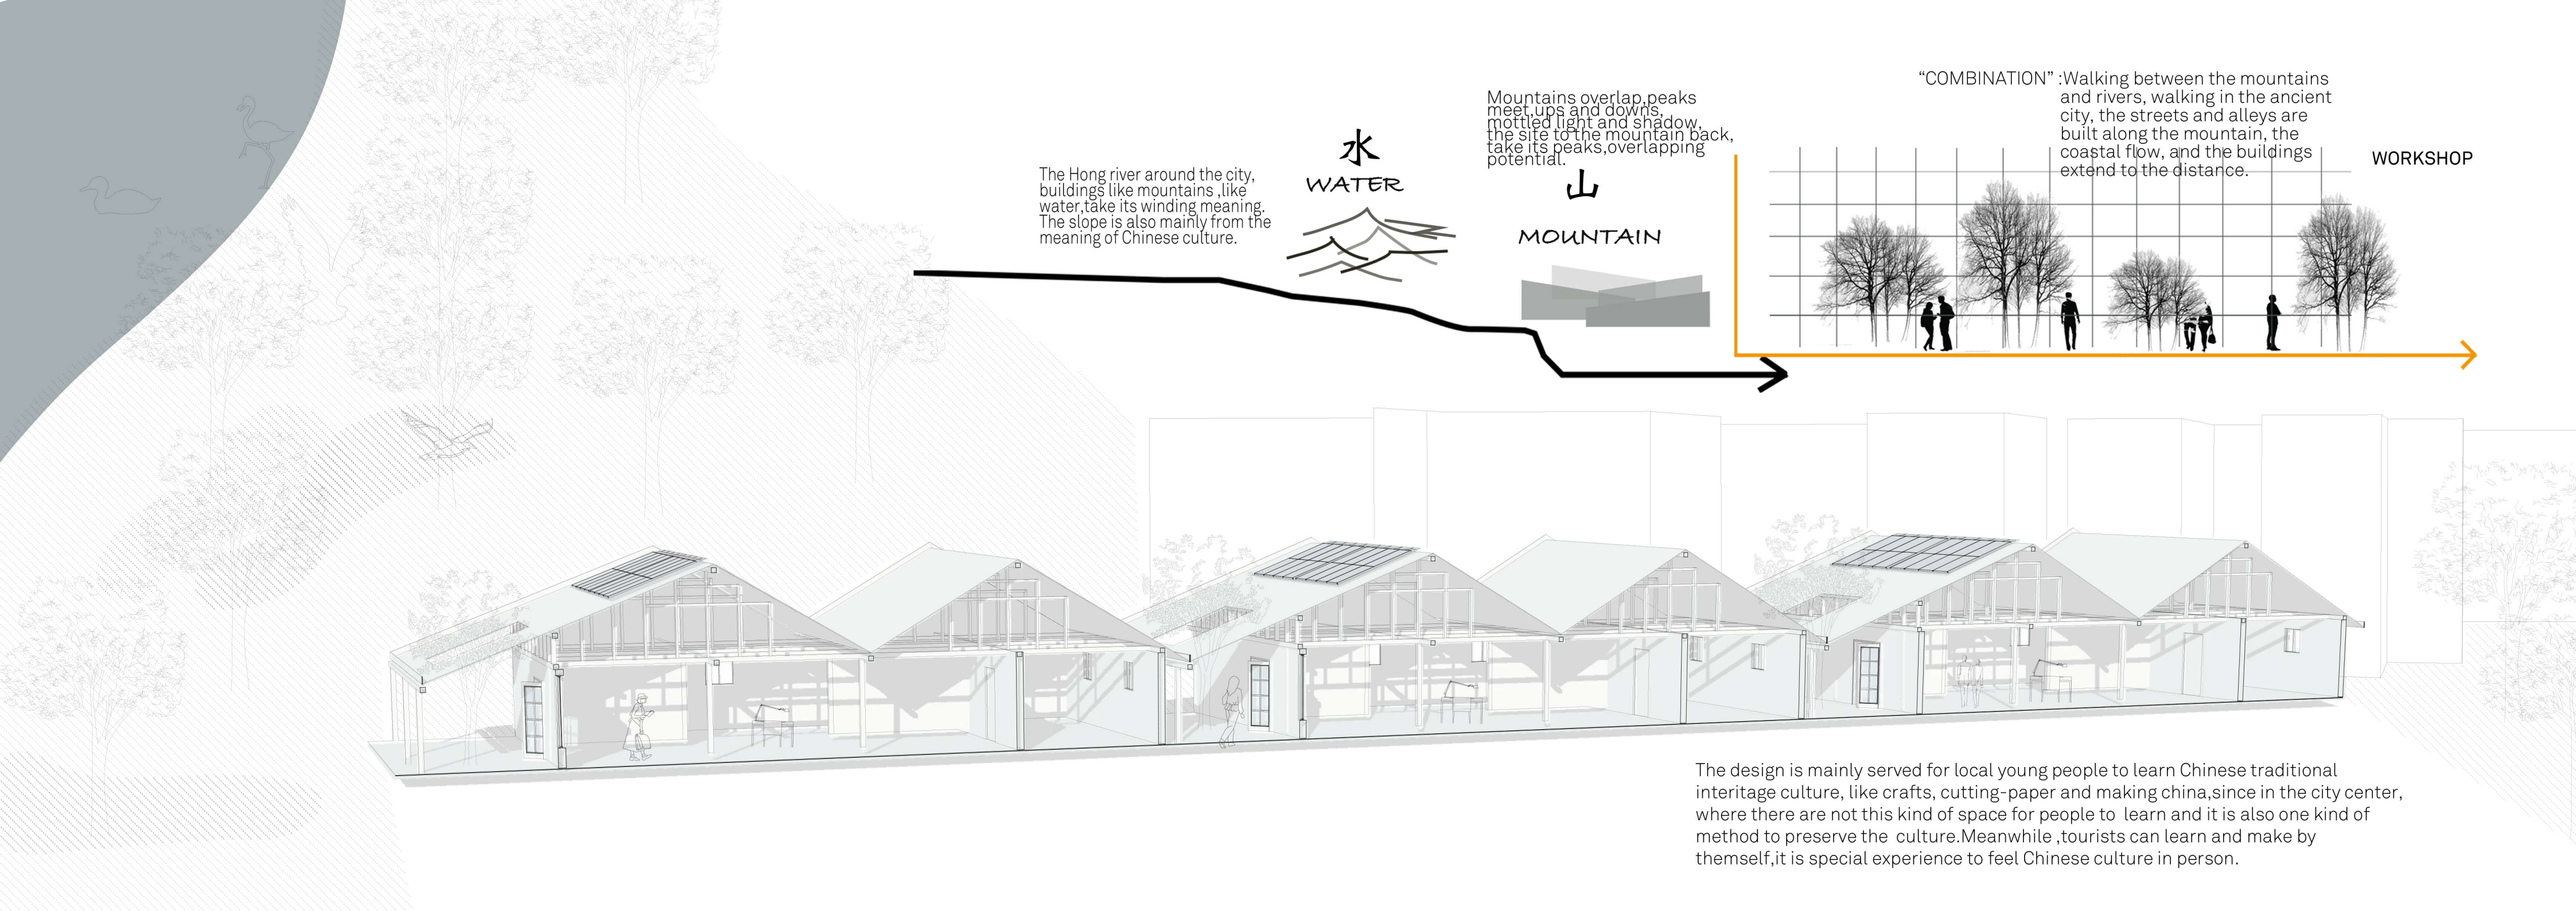 The Hong river around the city,
buildings like mountains ,like
water,take its winding meaning.
The slope is also mainly from the
meaning of Chinese culture.
水
WATER
Mountains overlap,peaks
meet,ups and downs,
mottled light and shadow,
the site to the mountain back,
take its peaks,overlapping
potential.
山
MOUNTAIN
“COMBINATION” :Walking between the mountains
and rivers, walking in the ancient
city, the streets and alleys are
built along the mountain, the
coastal flow, and the buildings
extend to the distance.
WORKSHOP
The design is mainly served for local young people to learn Chinese traditional
interitage culture, like crafts, cutting-paper and making china,since in the city center,
where there are not this kind of space for people to learn and it is also one kind of
method to preserve the culture.Meanwhile ,tourists can learn and make by
themself,it is special experience to feel Chinese culture in person.